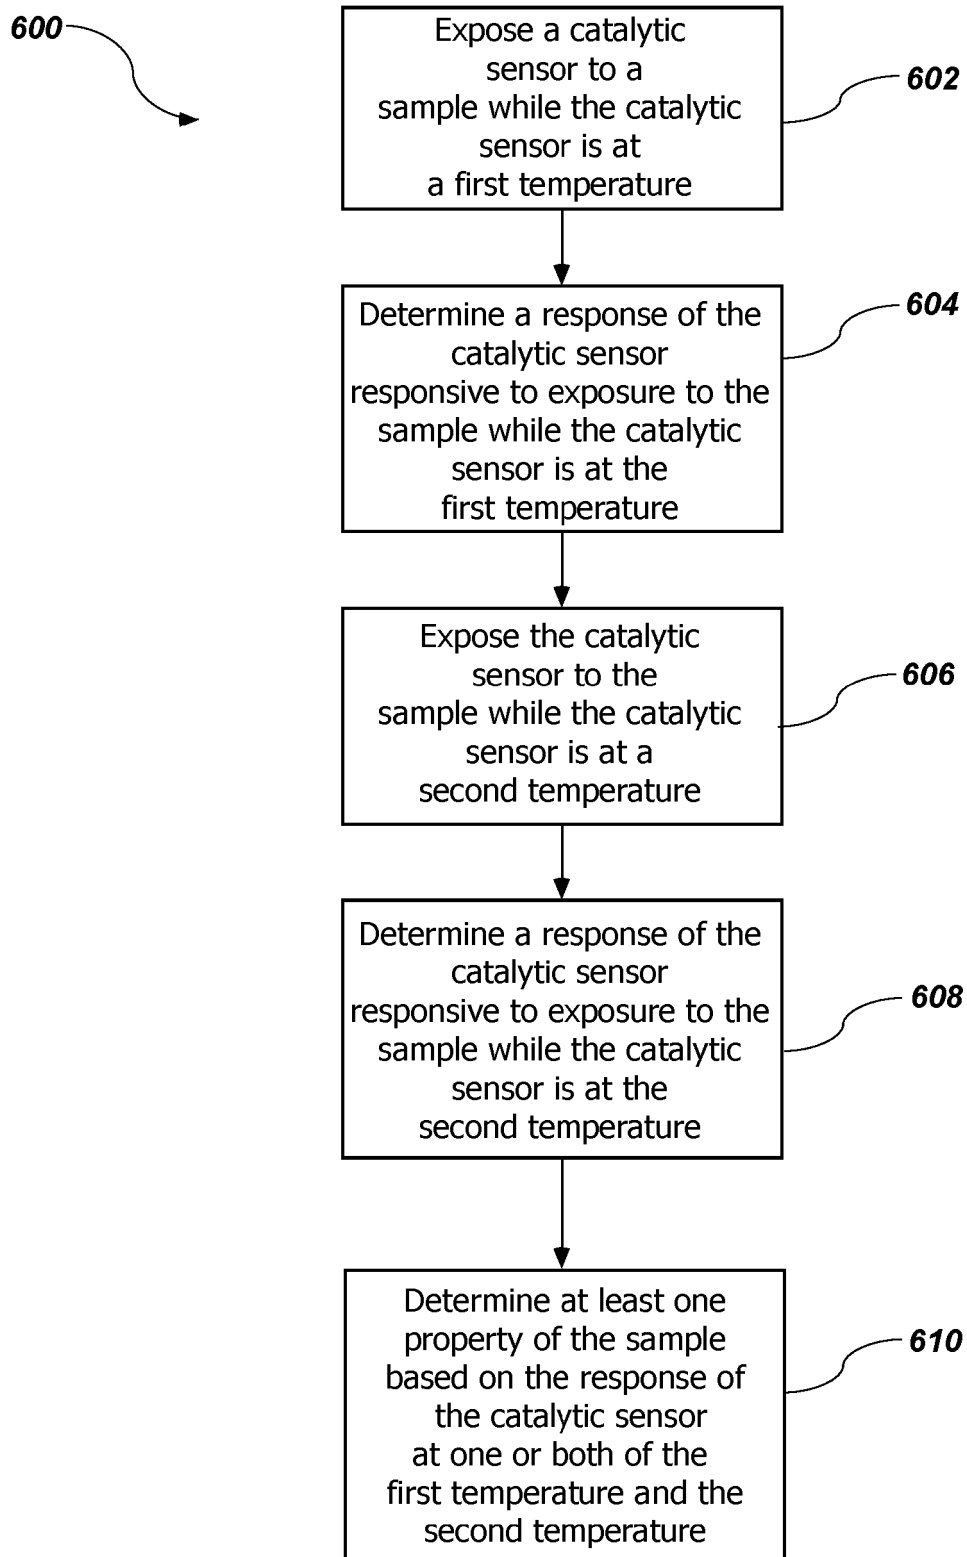 600
Expose a catalytic
sensor to a
sample while the catalytic
sensor is at
a first temperature
602
Determine a response of the
catalytic sensor
responsive to exposure to the
sample while the catalytic
sensor is at the
first temperature
604
Expose the catalytic
sensor to the
sample while the catalytic
sensor is at a
second temperature
606
Determine a response of the
catalytic sensor
responsive to exposure to the
sample while the catalytic
sensor is at the
second temperature
608
Determine at least one
property of the sample
based on the response of
the catalytic sensor
at one or both of the
first temperature and the
second temperature
610